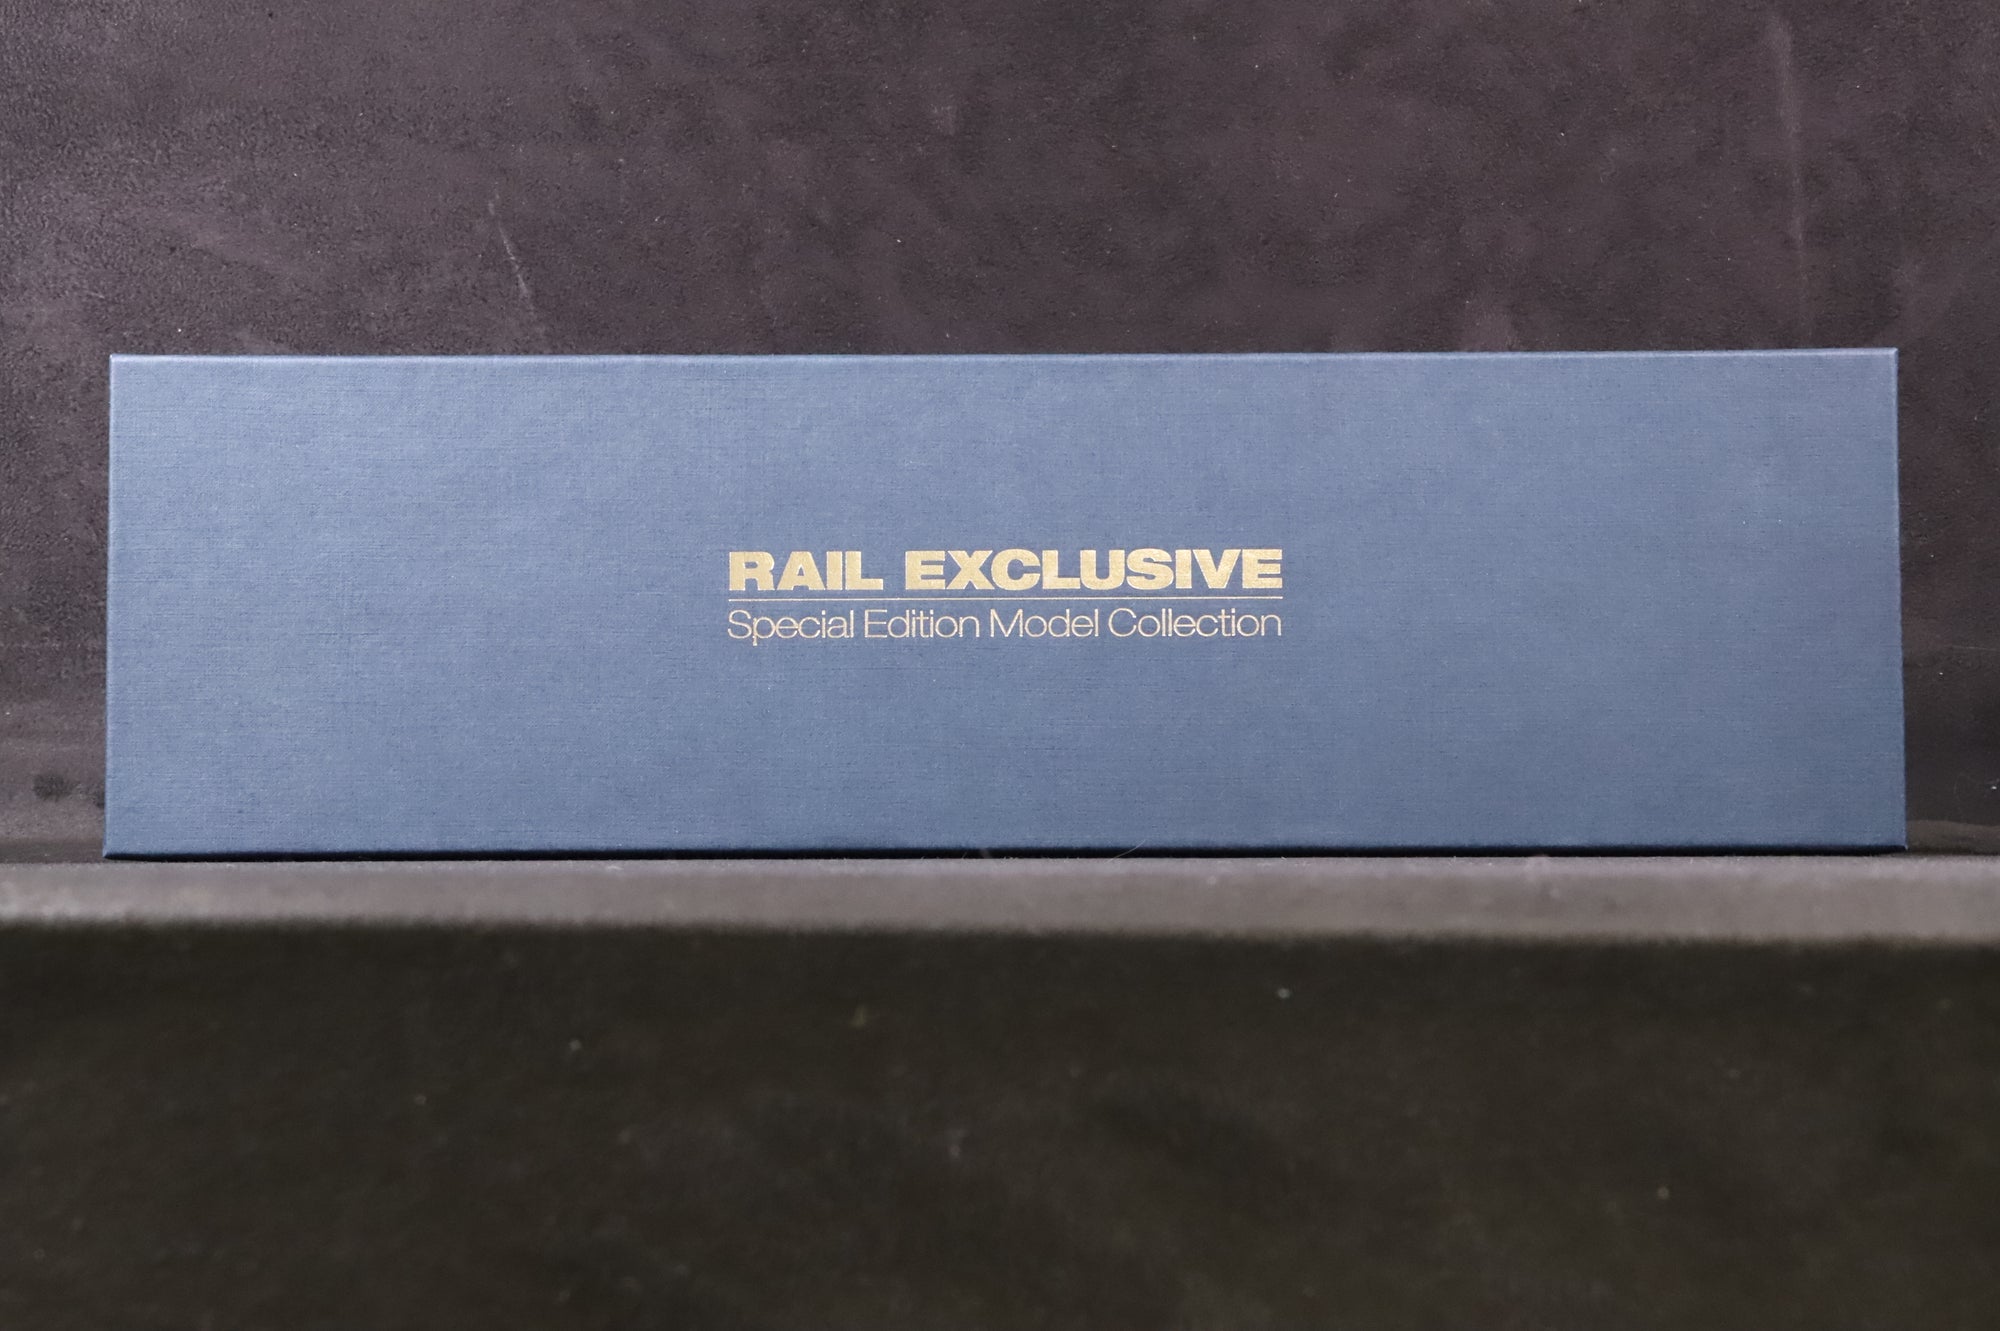 RAIL EXCLUSIVE
Special Edition Model Collection